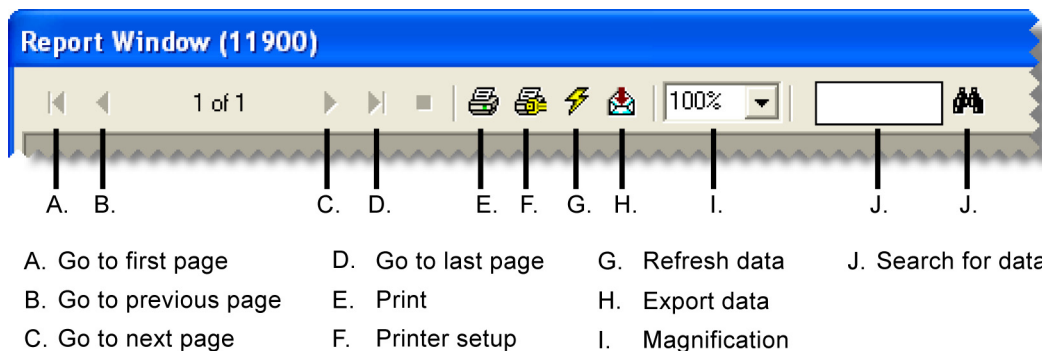 Report Window (11900)
1 of 1 100%
A. B. C. D. E. F. G. H. I. J. J.
A. Go to first page
B. Go to previous page
C. Go to next page
D. Go to last page
E. Print
F. Printer setup
G. Refresh data
H. Export data
I. Magnification
J. Search for data